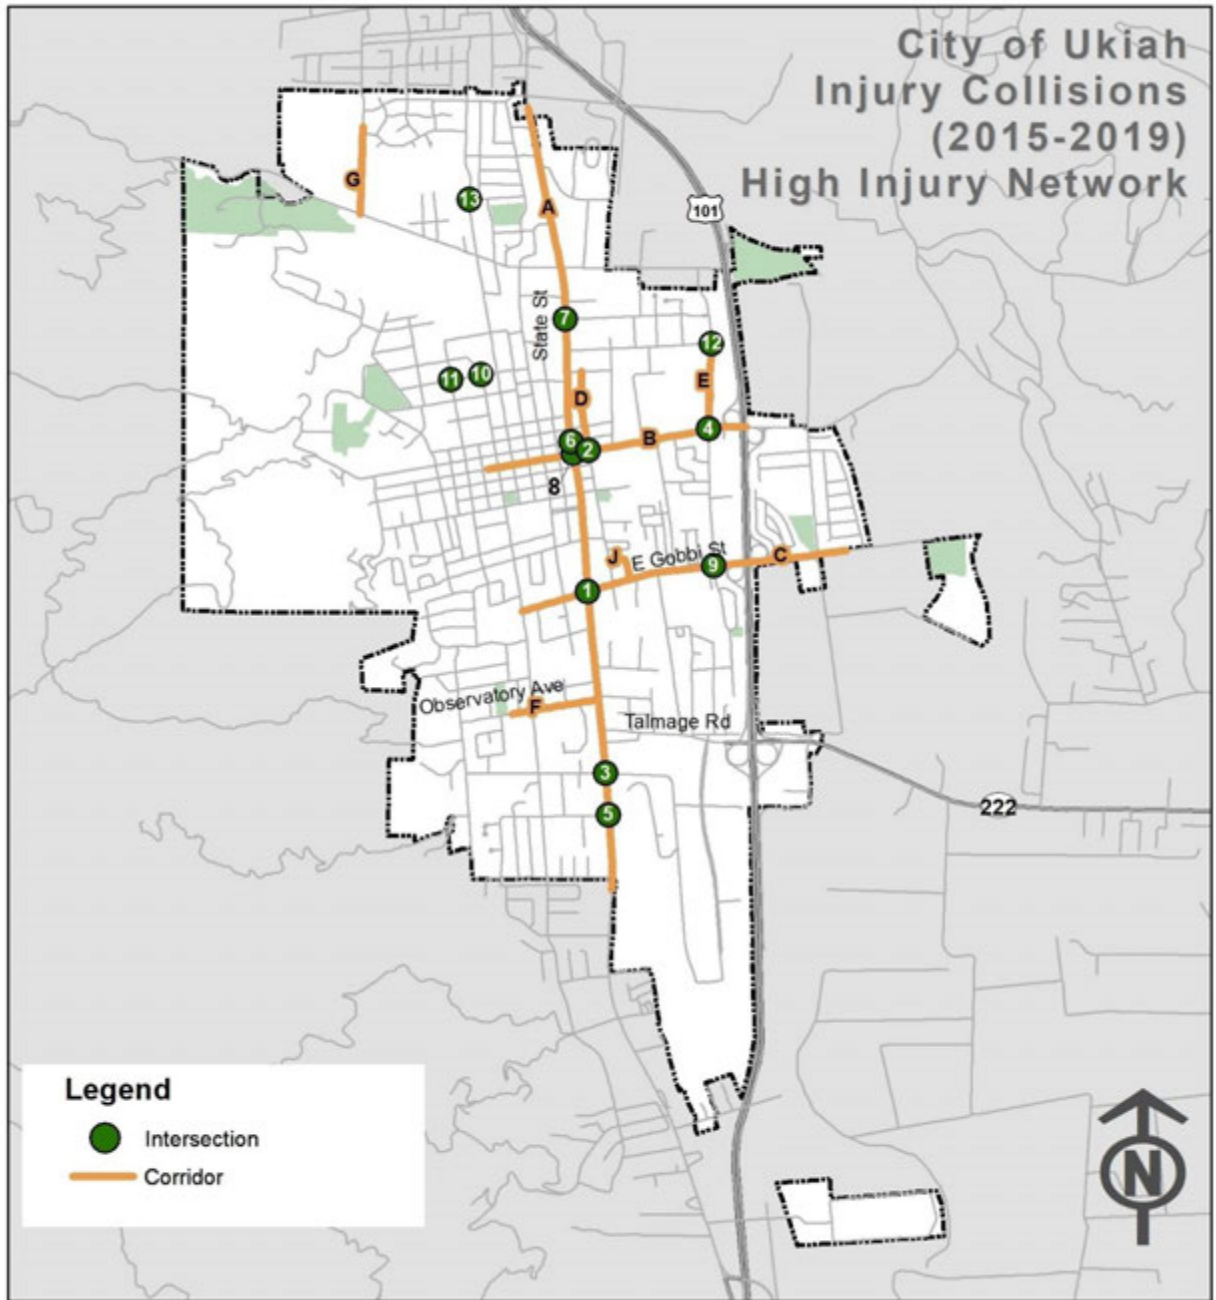 City of Ukiah
Injury Collisions
(2015-2019)
High Injury Network
101
G
13
A
State St
7
12
11
10
E
D
6
2
4
B
8
J
E Gobbi St
9
C
1
Observatory Ave
F
Talmage Rd
3
5
222
Legend
Intersection
Corridor
N